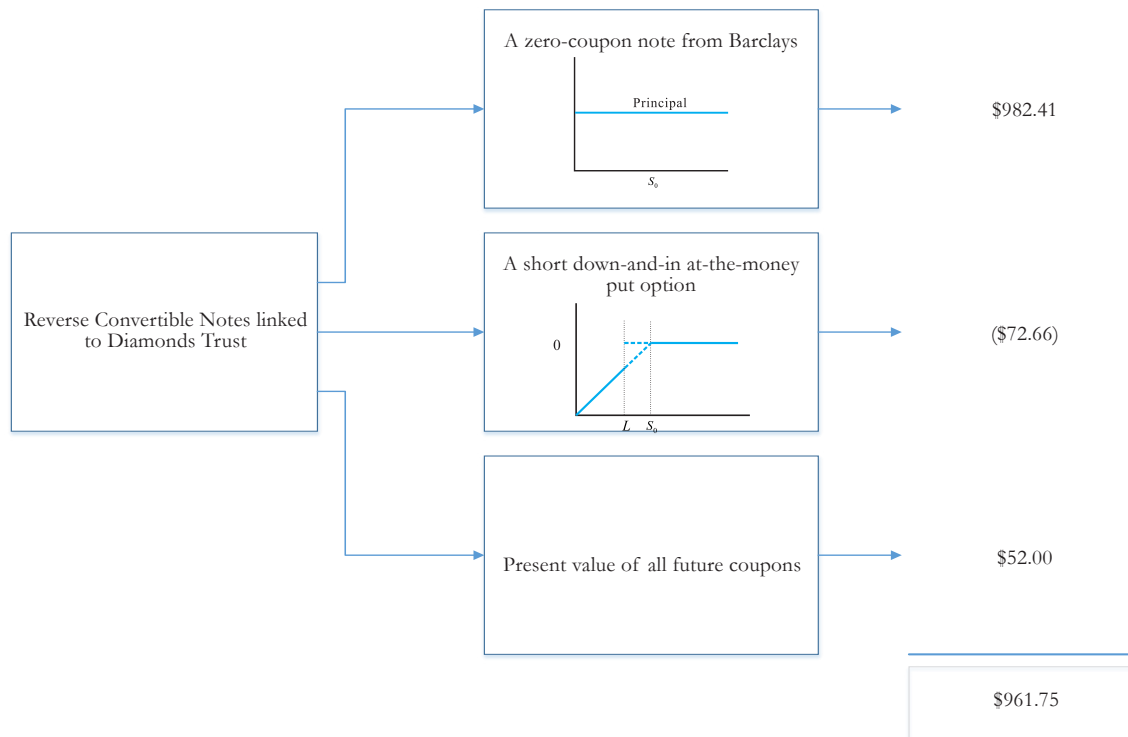 A zero-coupon note from Barclays
Principal
S₀
$982.41
Reverse Convertible Notes linked
to Diamonds Trust
A short down-and-in at-the-money
put option
0
L S₀
($72.66)
Present value of all future coupons
$52.00
$961.75